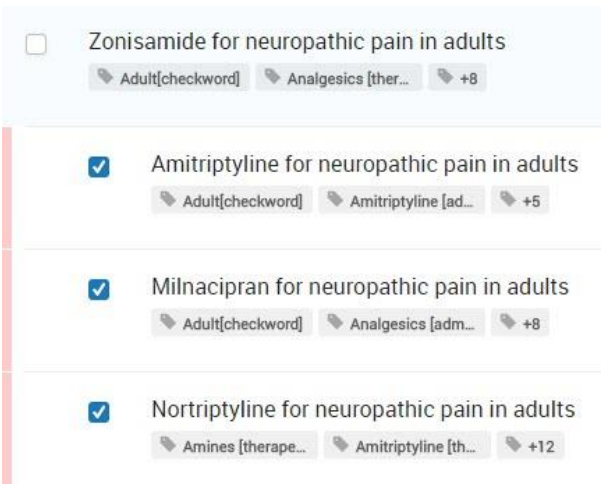 Zonisamide for neuropathic pain in adults
Adult[checkword] Analgesics [ther... +8
Amitriptyline for neuropathic pain in adults
Adult[checkword] Amitriptyline [ad... +5
Milnacipran for neuropathic pain in adults
Adult[checkword] Analgesics [adm... +8
Nortriptyline for neuropathic pain in adults
Amines [therape... Amitriptyline [th... +12